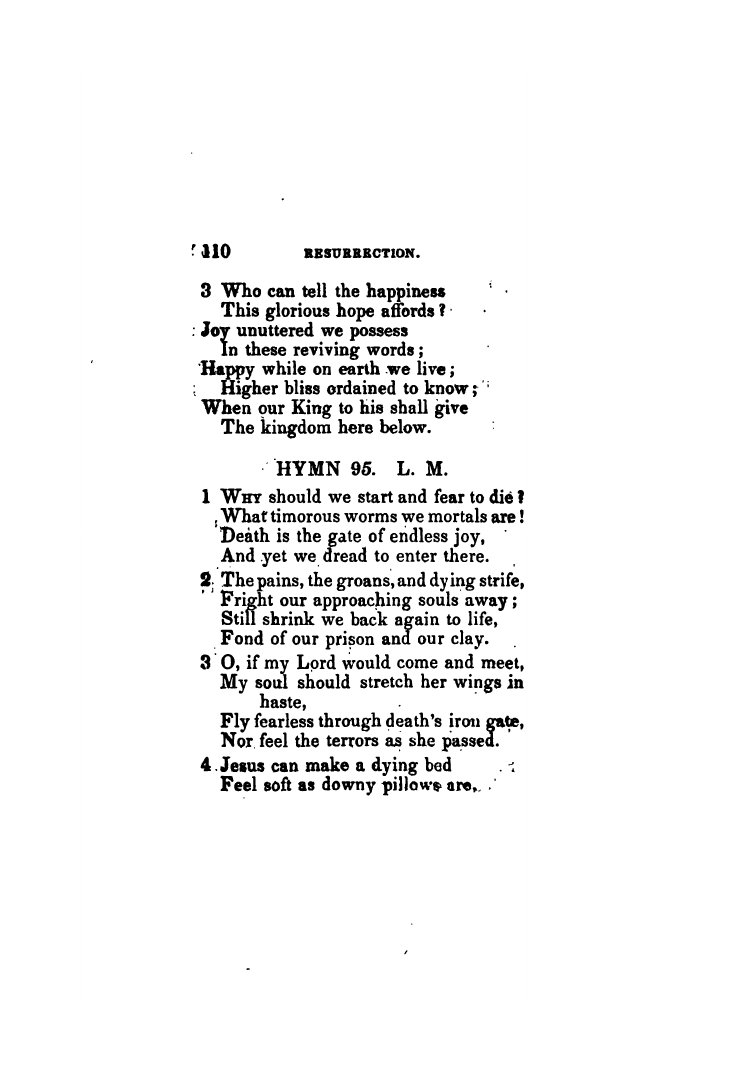 110 RESURRECTION.
3 Who can tell the happiness
This glorious hope affords?
Joy unuttered we possess
In these reviving words;
Happy while on earth we live;
Higher bliss ordained to know;
When our King to his shall give
The kingdom here below.
HYMN 95. L. M.
1 WHY should we start and fear to die?
What timorous worms we mortals are!
Death is the gate of endless joy,
And yet we dread to enter there.
2 The pains, the groans, and dying strife,
Fright our approaching souls away;
Still shrink we back again to life,
Fond of our prison and our clay.
3 O, if my Lord would come and meet,
My soul should stretch her wings in
haste,
Fly fearless through death's iron gate,
Nor feel the terrors as she passed.
4 Jesus can make a dying bed
Feel soft as downy pillows are,